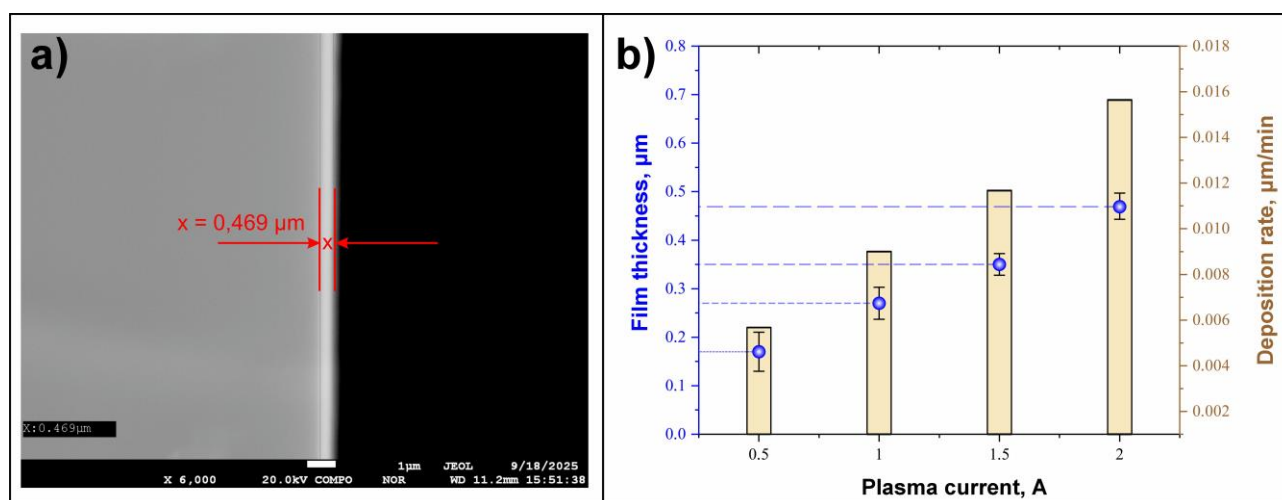 a)
x = 0,469 µm
x
X:0.469µm
1µm JEOL 9/18/2025
X 6,000 20.0kV COMPO NOR WD 11.2mm 15:51:38
b)
Film thickness, µm
0.8
0.7
0.6
0.5
0.4
0.3
0.2
0.1
0.0
0.5 1 1.5 2
Plasma current, A
0.018
0.016
0.014
0.012
0.010
0.008
0.006
0.004
0.002
Deposition rate, µm/min